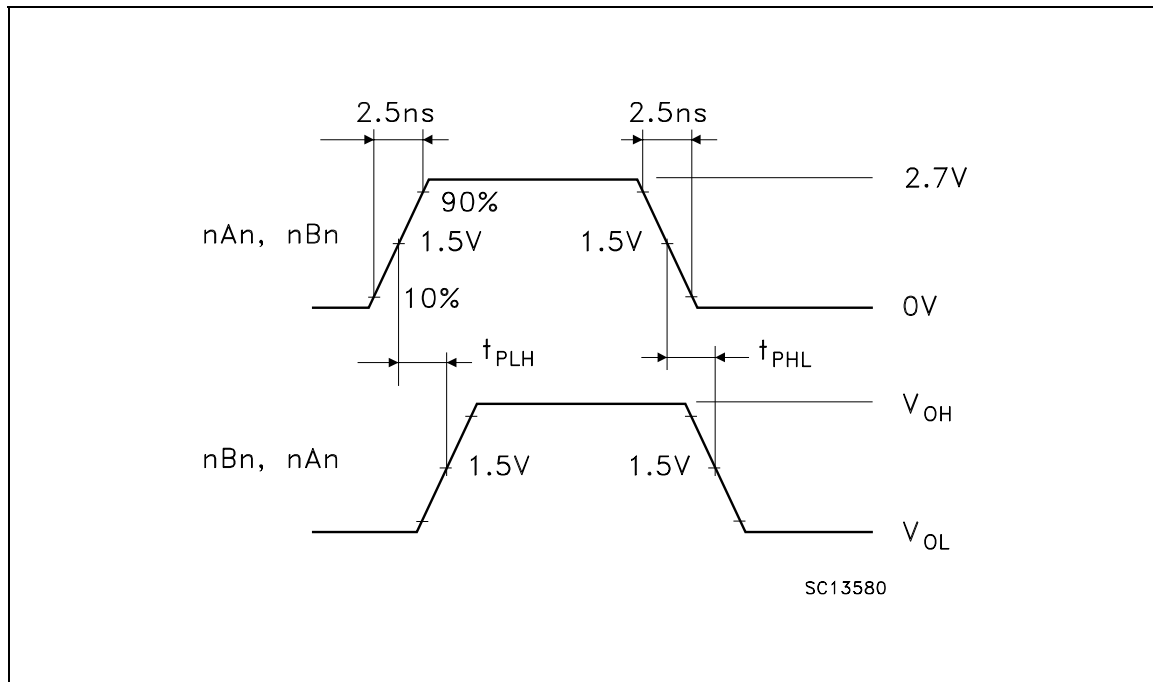 2.5ns 2.5ns
2.7V
90%
nAn, nBn 1.5V 1.5V
10%
0V
tPLH tPHL
VOH
nBn, nAn 1.5V 1.5V
VOL
SC13580